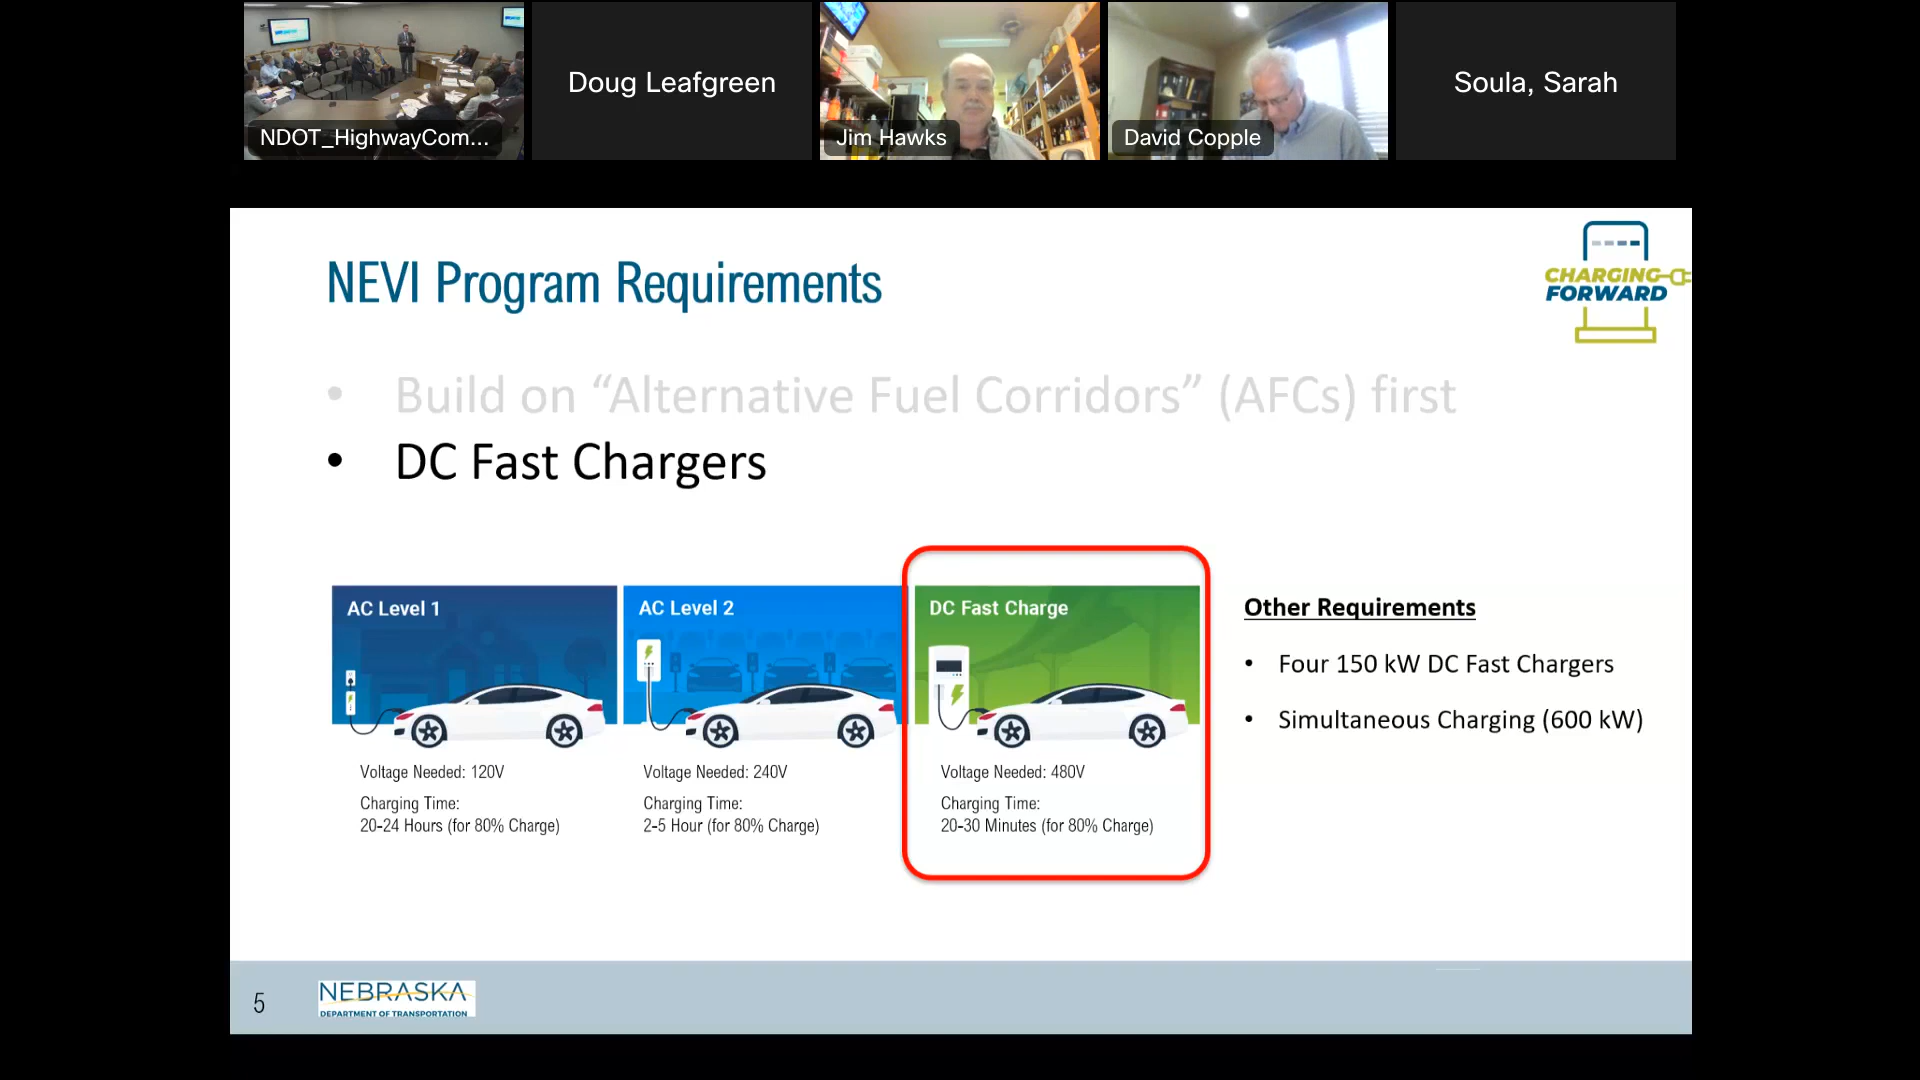 NDOT_HighwayCom...
Doug Leafgreen
Jim Hawks
David Copple
Soula, Sarah
NEVI Program Requirements
CHARGING
FORWARD
• Build on “Alternative Fuel Corridors” (AFCs) first
• DC Fast Chargers
AC Level 1
Voltage Needed: 120V
Charging Time:
20-24 Hours (for 80% Charge)
AC Level 2
Voltage Needed: 240V
Charging Time:
2-5 Hour (for 80% Charge)
DC Fast Charge
Voltage Needed: 480V
Charging Time:
20-30 Minutes (for 80% Charge)
Other Requirements
• Four 150 kW DC Fast Chargers
• Simultaneous Charging (600 kW)
5
NEBRASKA
DEPARTMENT OF TRANSPORTATION